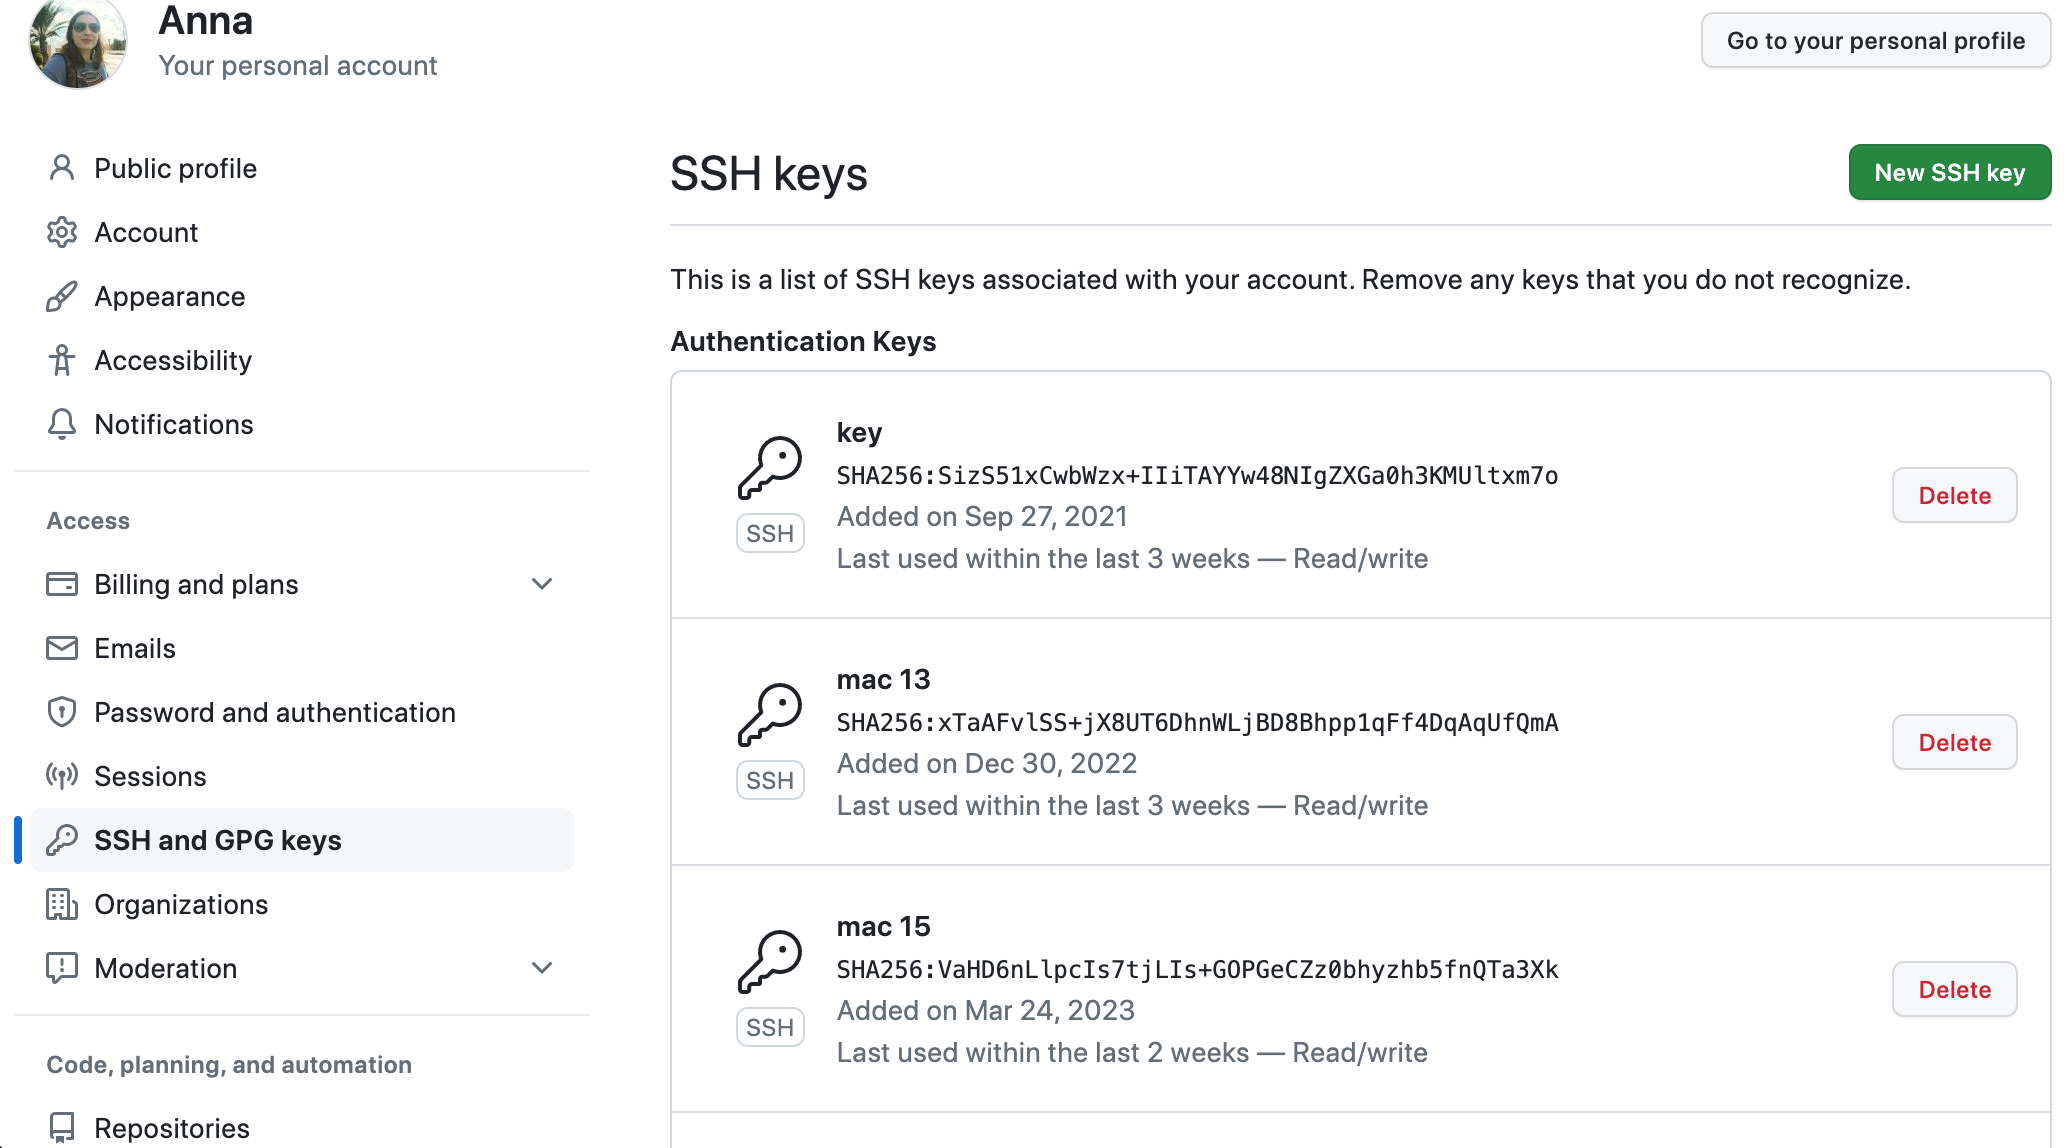 Anna
Your personal account
Go to your personal profile
Public profile
Account
Appearance
Accessibility
Notifications
Access
Billing and plans
Emails
Password and authentication
Sessions
SSH and GPG keys
Organizations
Moderation
Code, planning, and automation
Repositories
SSH keys
New SSH key
This is a list of SSH keys associated with your account. Remove any keys that you do not recognize.
Authentication Keys
key
SHA256:SizS51xCwbWzx+IIiTAYYw48NIgZXGa0h3KMUltxm7o
Added on Sep 27, 2021
Last used within the last 3 weeks — Read/write
SSH
Delete
mac 13
SHA256:xTaAFvlSS+jX8UT6DhnWLjBD8Bhpp1qFf4DqAqUfQmA
Added on Dec 30, 2022
Last used within the last 3 weeks — Read/write
SSH
Delete
mac 15
SHA256:VaHD6nLlpcIs7tjLIs+GOPGeCZz0bhyzhb5fnQTa3Xk
Added on Mar 24, 2023
Last used within the last 2 weeks — Read/write
SSH
Delete